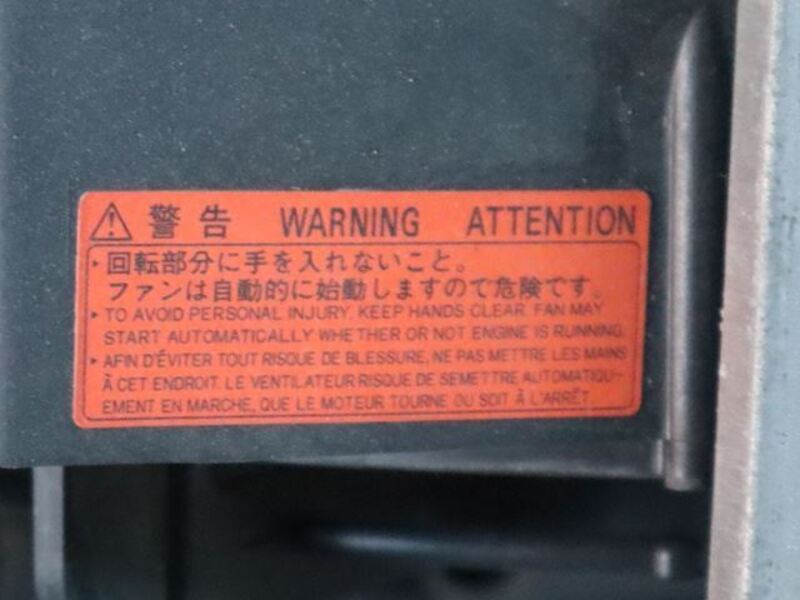 ⚠ 警告 WARNING ATTENTION
▸回転部分に手を入れないこと。
ファンは自動的に始動しますので危険です。
▸TO AVOID PERSONAL INJURY, KEEP HANDS CLEAR. FAN MAY
START AUTOMATICALLY WHETHER OR NOT ENGINE IS RUNNING.
▸AFIN D'ÉVITER TOUT RISQUE DE BLESSURE, NE PAS METTRE LES MAINS
À CET ENDROIT. LE VENTILATEUR RISQUE DE SEMETTRE AUTOMATIQU-
EMENT EN MARCHE, QUE LE MOTEUR TOURNE OU SOIT À L'ARRÊT.